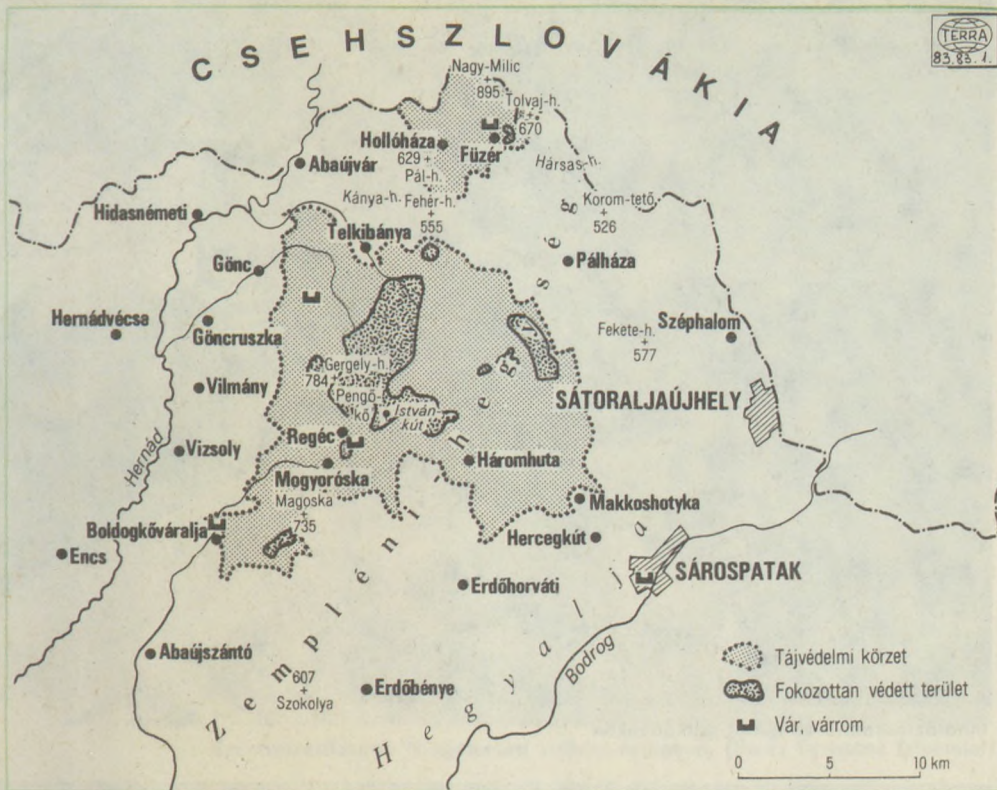 CSEHSZLOVÁKIA
TERRA
83.83.1.
Nagy-Milic
895
Tolvaj-h.
670
Hollóháza
Füzér
629
Pál-h.
Abaújvár
Hársas-h.
Kánya-h.
Fehér-h.
555
Korom-tető
526
Hidasnémeti
Telkibánya
Gönc
Pálháza
Hernádvécsa
Göncruszka
Fekete-h.
577
Széphalom
Gergely-h.
784
Vilmány
Pengő-
kő
István
kút
SÁTORALJAÚJHELY
Regéc
Vizsoly
Hernád
Háromhuta
Mogyoróska
Magoska
735
Makkoshotyka
Boldogkőváralja
Hercegkút
Encs
SÁROSPATAK
Erdőhorváti
Zempléni hegység
Abaújszántó
607
Szokolya
Erdőbénye
Hegyalja
Bodrog
Tájvédelmi körzet
Fokozottan védett terület
Vár, várrom
0 5 10 km